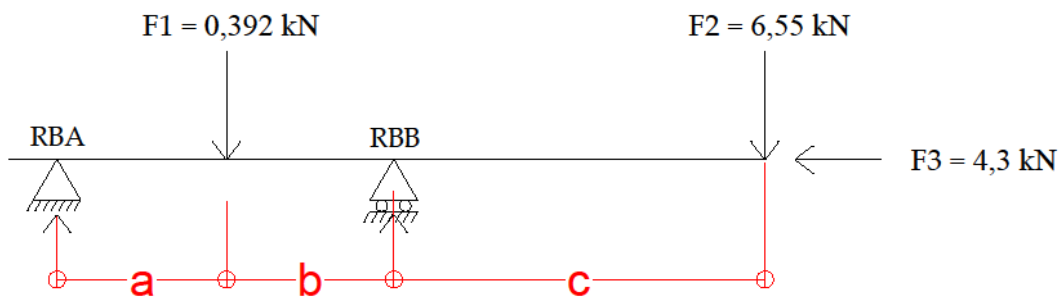 F1 = 0,392 kN
F2 = 6,55 kN
RBA
RBB
F3 = 4,3 kN
a
b
c